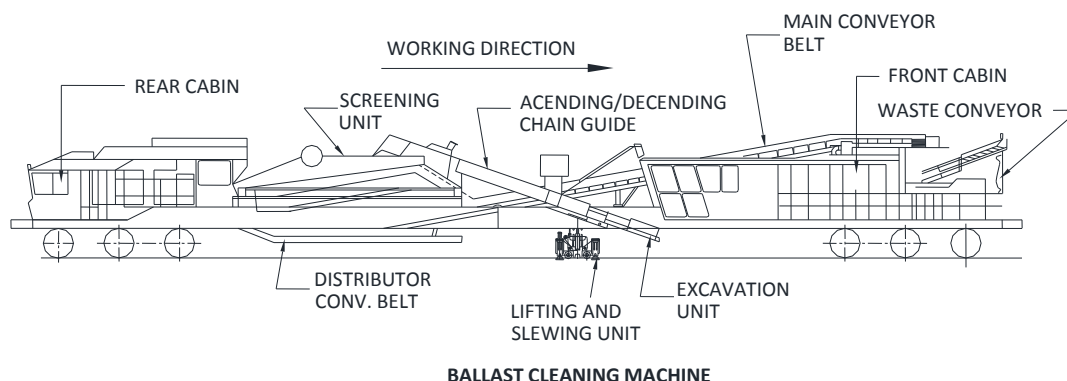 MAIN CONVEYOR
BELT
WORKING DIRECTION
FRONT CABIN
REAR CABIN
SCREENING
UNIT
ACENDING/DECENDING
CHAIN GUIDE
WASTE CONVEYOR
DISTRIBUTOR
CONV. BELT
LIFTING AND
SLEWING UNIT
EXCAVATION
UNIT
BALLAST CLEANING MACHINE